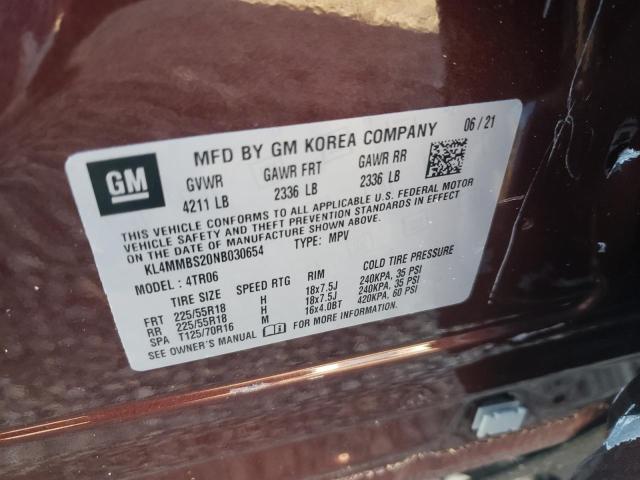 GM
MFD BY GM KOREA COMPANY 06/21
GVWR GAWR FRT GAWR RR
4211 LB 2336 LB 2336 LB
THIS VEHICLE CONFORMS TO ALL APPLICABLE U.S. FEDERAL MOTOR
VEHICLE SAFETY AND THEFT PREVENTION STANDARDS IN EFFECT
ON THE DATE OF MANUFACTURE SHOWN ABOVE.
KL4MMBS20NB030654 TYPE: MPV
MODEL: 4TR06
TIRE SIZE SPEED RTG RIM COLD TIRE PRESSURE
FRT 225/55R18 H 18x7.5J 240KPA, 35 PSI
RR 225/55R18 H 18x7.5J 240KPA, 35 PSI
SPA T125/70R16 M 16x4.0BT 420KPA, 60 PSI
SEE OWNER'S MANUAL FOR MORE INFORMATION.